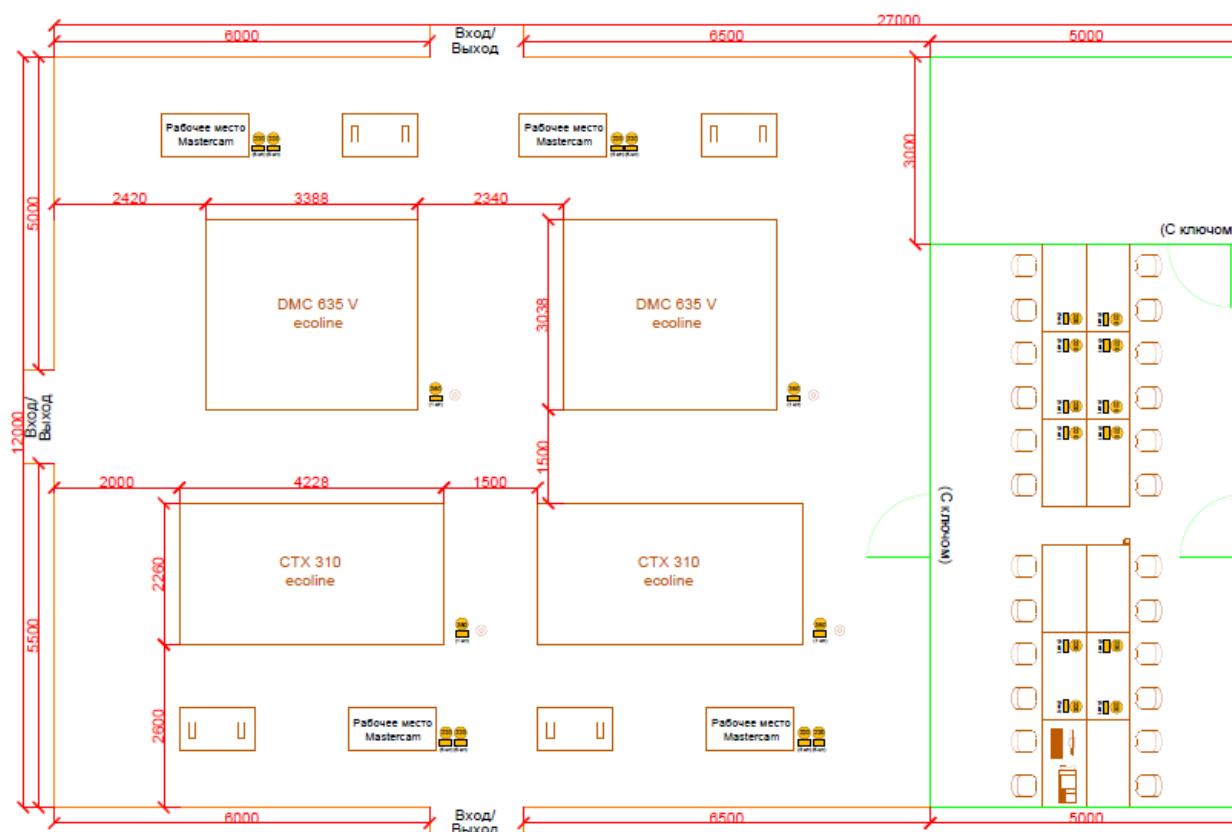 27000
6000
Вход/
Выход
6500
5000
Рабочее место
Mastercam
Рабочее место
Mastercam
3000
5000
2420
3388
2340
(С ключом
DMC 635 V
ecoline
3038
DMC 635 V
ecoline
12000
Вход/
Выход
1500
2000
4228
1500
(С ключом)
CTX 310
ecoline
CTX 310
ecoline
2260
5500
2600
Рабочее место
Mastercam
Рабочее место
Mastercam
6000
Вход/
Выход
6500
5000